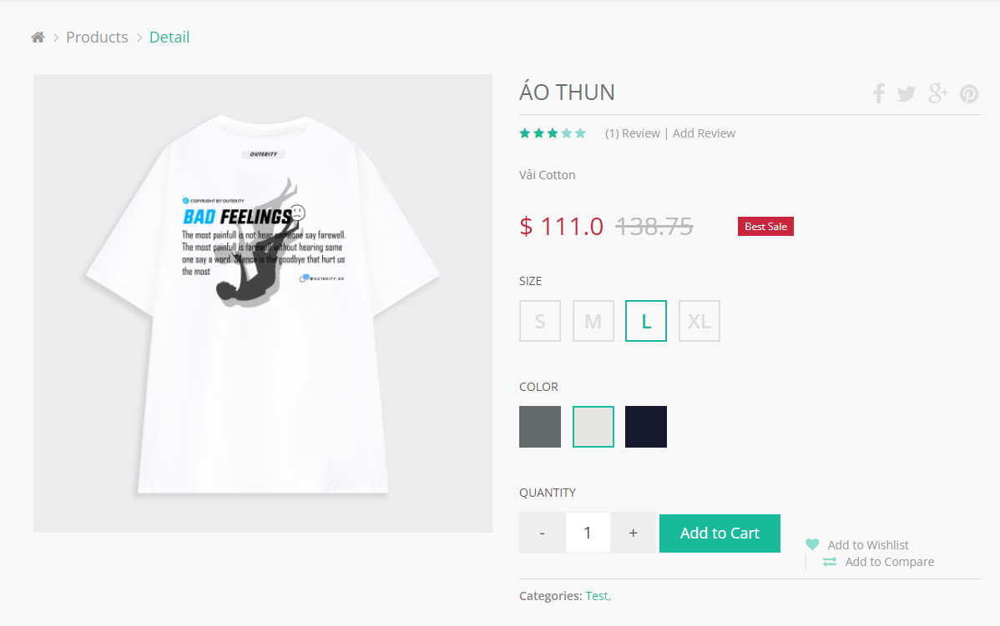 Products
Detail
ÁO THUN
(1) Review | Add Review
Vải Cotton
$ 111.0 138.75 Best Sale
SIZE
S M L XL
COLOR
QUANTITY
- 1 + Add to Cart
Add to Wishlist
Add to Compare
Categories: Test,
OUTERITY
COPYRIGHT BY OUTERITY
BAD FEELINGS
The most painfull is not hear someone say farewell.
The most painfull is farewell without hearing some
one say a word. Silence is the goodbye that hurt us
the most
@OUTERITY.SG